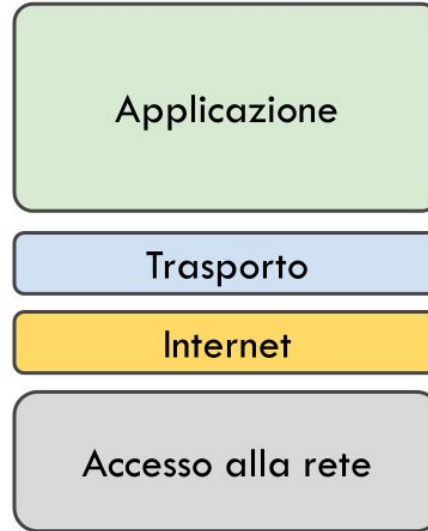 Applicazione
Trasporto
Internet
Accesso alla rete